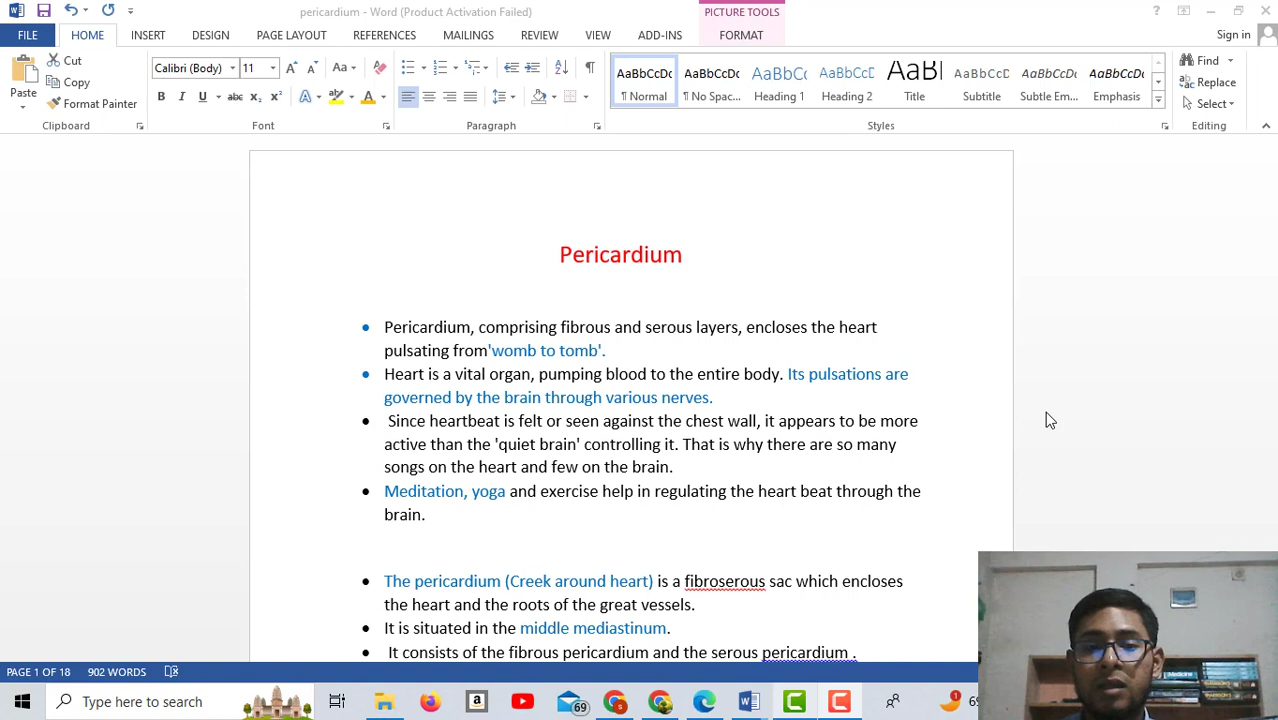 pericardium - Word (Product Activation Failed)
PICTURE TOOLS
FILE HOME INSERT DESIGN PAGE LAYOUT REFERENCES MAILINGS REVIEW VIEW ADD-INS FORMAT
Sign in
Cut
Copy
Format Painter
Paste
Calibri (Body) 11
AaBbCcDc AaBbCcDc AaBbCc AaBbCcD AaBb AaBbCcD AaBbCcDc AaBbCcDc
¶ Normal ¶ No Spac... Heading 1 Heading 2 Title Subtitle Subtle Em... Emphasis
Find
Replace
Select
Clipboard Font Paragraph Styles Editing
Pericardium
• Pericardium, comprising fibrous and serous layers, encloses the heart
pulsating from'womb to tomb'.
• Heart is a vital organ, pumping blood to the entire body. Its pulsations are
governed by the brain through various nerves.
• Since heartbeat is felt or seen against the chest wall, it appears to be more
active than the 'quiet brain' controlling it. That is why there are so many
songs on the heart and few on the brain.
• Meditation, yoga and exercise help in regulating the heart beat through the
brain.
• The pericardium (Creek around heart) is a fibroserous sac which encloses
the heart and the roots of the great vessels.
• It is situated in the middle mediastinum.
• It consists of the fibrous pericardium and the serous pericardium .
PAGE 1 OF 18 902 WORDS
Type here to search
69